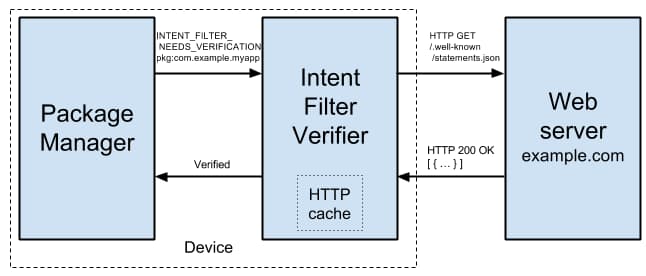 INTENT_FILTER_
NEEDS_VERIFICATION
pkg:com.example.myapp
HTTP GET
/.well-known
/statements.json
Package
Manager
Intent
Filter
Verifier
Web
server
example.com
Verified
HTTP 200 OK
[ { ... } ]
HTTP
cache
Device